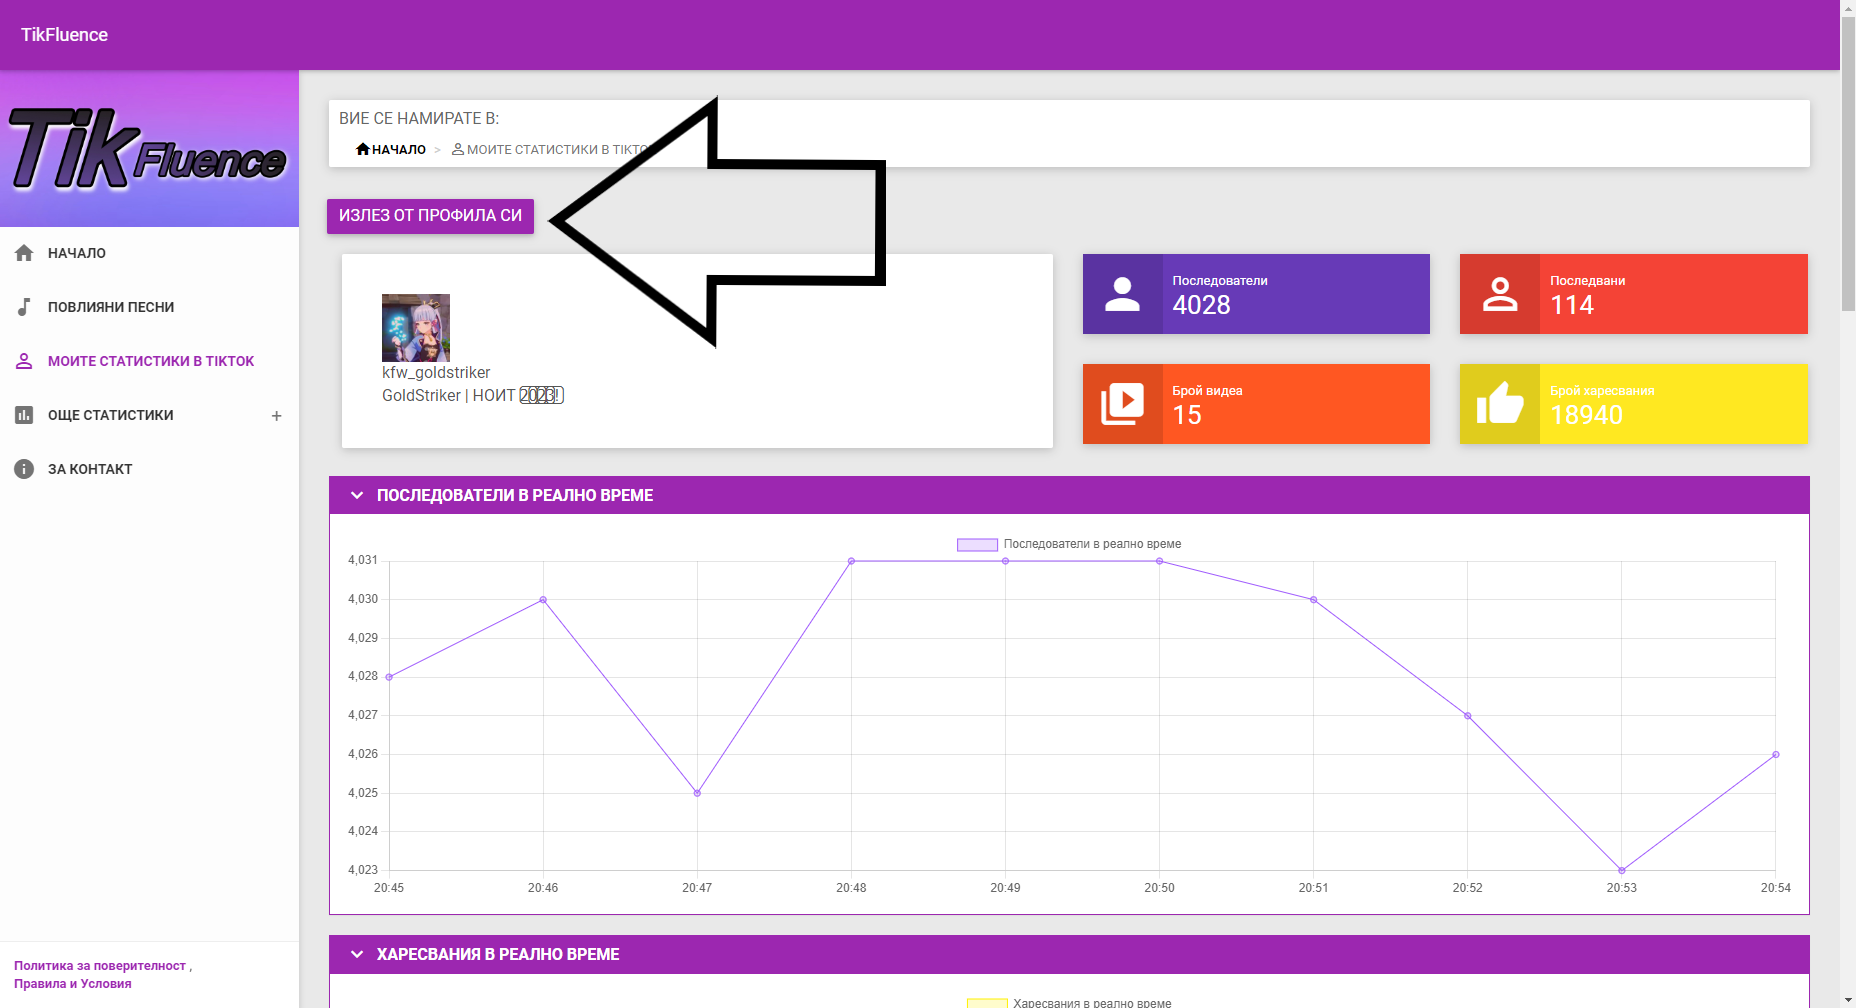 TikFluence
TikFluence
НАЧАЛО
ПОВЛИЯНИ ПЕСНИ
МОИТЕ СТАТИСТИКИ В TIKTOK
ОЩЕ СТАТИСТИКИ +
ЗА КОНТАКТ
Политика за поверителност ,
Правила и Условия
ВИЕ СЕ НАМИРАТЕ В:
НАЧАЛО > МОИТЕ СТАТИСТИКИ В TIKTO
ИЗЛЕЗ ОТ ПРОФИЛА СИ
kfw_goldstriker
GoldStriker | НОИТ 2023!
Последователи
4028
Последвани
114
Брой видеа
15
Брой харесвания
18940
ПОСЛЕДОВАТЕЛИ В РЕАЛНО ВРЕМЕ
Последователи в реално време
4,031
4,030
4,029
4,028
4,027
4,026
4,025
4,024
4,023
20:45 20:46 20:47 20:48 20:49 20:50 20:51 20:52 20:53 20:54
ХАРЕСВАНИЯ В РЕАЛНО ВРЕМЕ
Харесвания в реално време